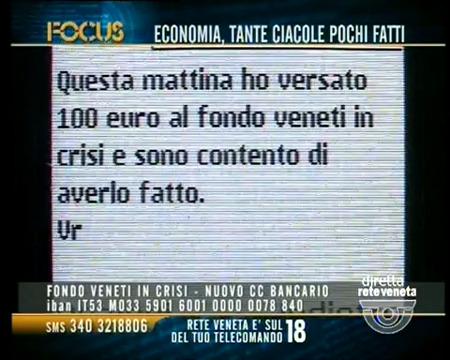 FOCUS
ECONOMIA, TANTE CIACOLE POCHI FATTI
Questa mattina ho versato
100 euro al fondo veneti in
crisi e sono contento di
averlo fatto.
Vr
diretta
reteveneta
FONDO VENETI IN CRISI - NUOVO CC BANCARIO
iban IT53 M033 5901 6001 0000 0078 840
SMS 340 3218806
RETE VENETA E' SUL 18
DEL TUO TELECOMANDO